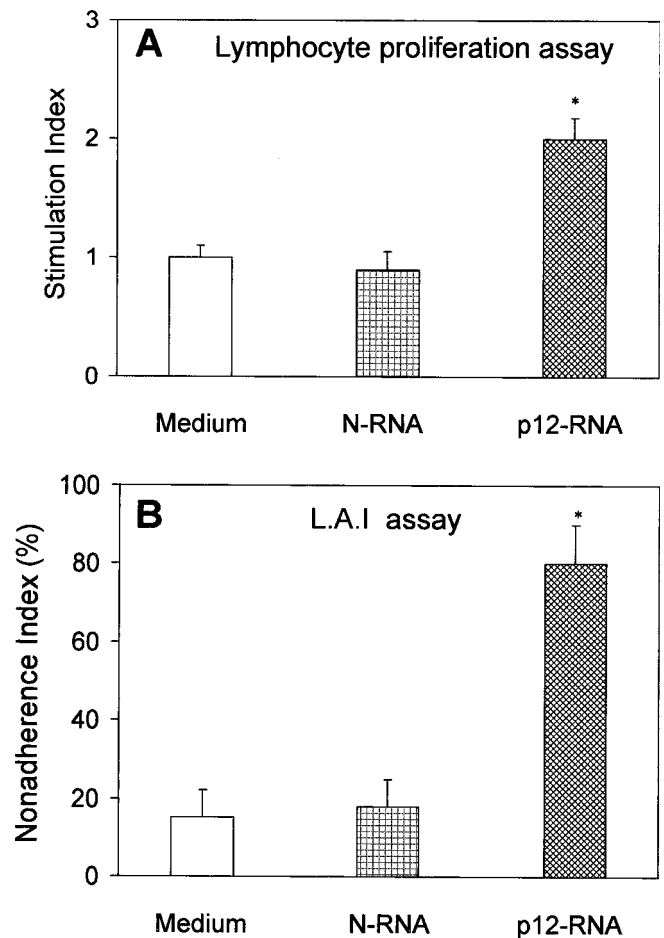 3
A Lymphocyte proliferation assay
*
2
Stimulation Index
1
0
Medium N-RNA p12-RNA
100
B L.A.I assay
*
80
Nonadherence Index (%)
60
40
20
0
Medium N-RNA p12-RNA